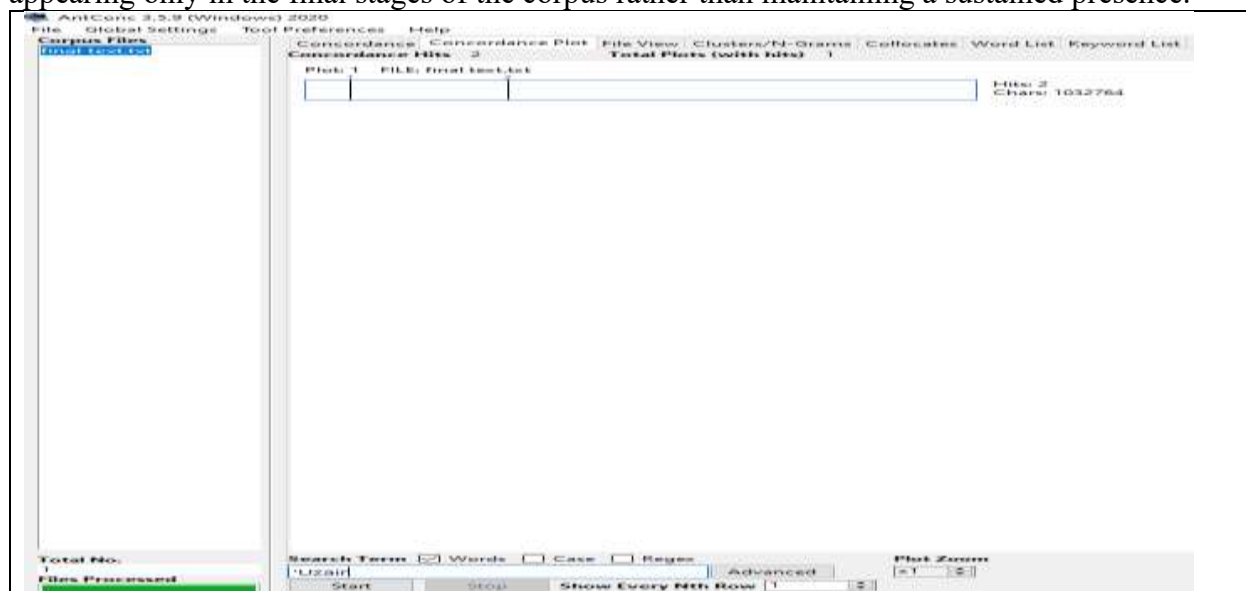 appearing only in the final stages of the corpus rather than maintaining a sustained presence.
AntConc 3.5.9 (Windows) 2020
File Global Settings Tool Preferences Help
Corpus Files
final text.txt
Concordance Concordance Plot File View Clusters/N-Grams Collocates Word List Keyword List
Concordance Hits 2 Total Plots (with hits) 1
Plot: 1 FILE: final text.txt
Hits: 2
Chars: 1032764
Total No.
1
Files Processed
Search Term Words Case Regex
'Uzair
Advanced
Start Stop Show Every Nth Row 1
Plot Zoom
×1